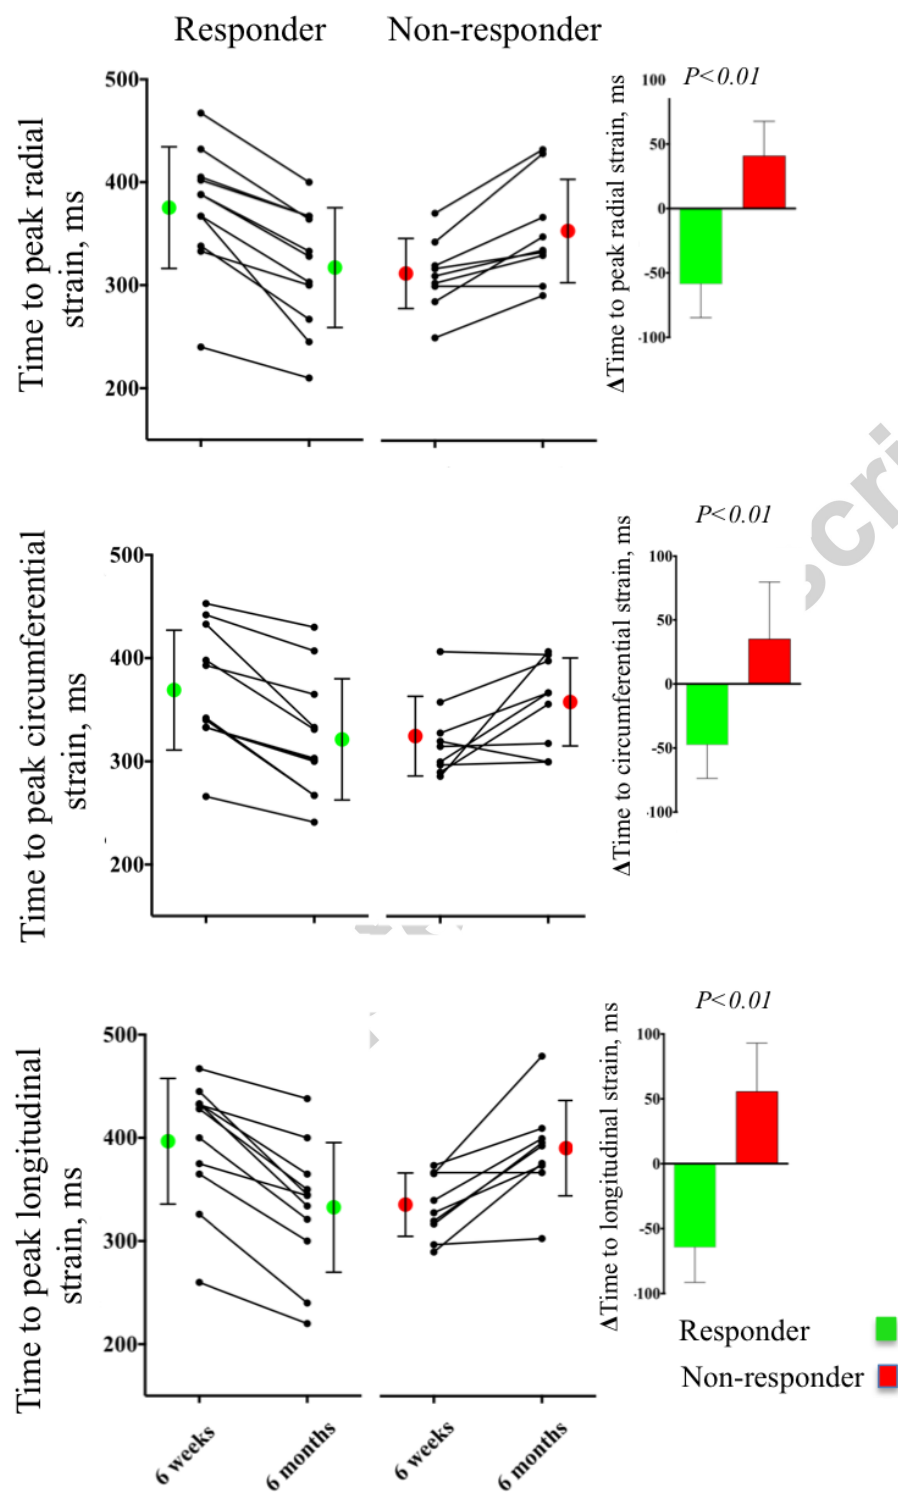 Responder Non-responder
Time to peak radial
strain, ms
500
400
300
200
ΔTime to peak radial strain, ms
P<0.01
100
50
0
-50
-100
Time to peak circumferential
strain, ms
500
400
300
200
ΔTime to circumferential strain, ms
P<0.01
100
50
0
-50
-100
scri
Time to peak longitudinal
strain, ms
500
400
300
200
6 weeks
6 months
6 weeks
6 months
ΔTime to longitudinal strain, ms
P<0.01
100
50
0
-50
-100
Responder
Non-responder